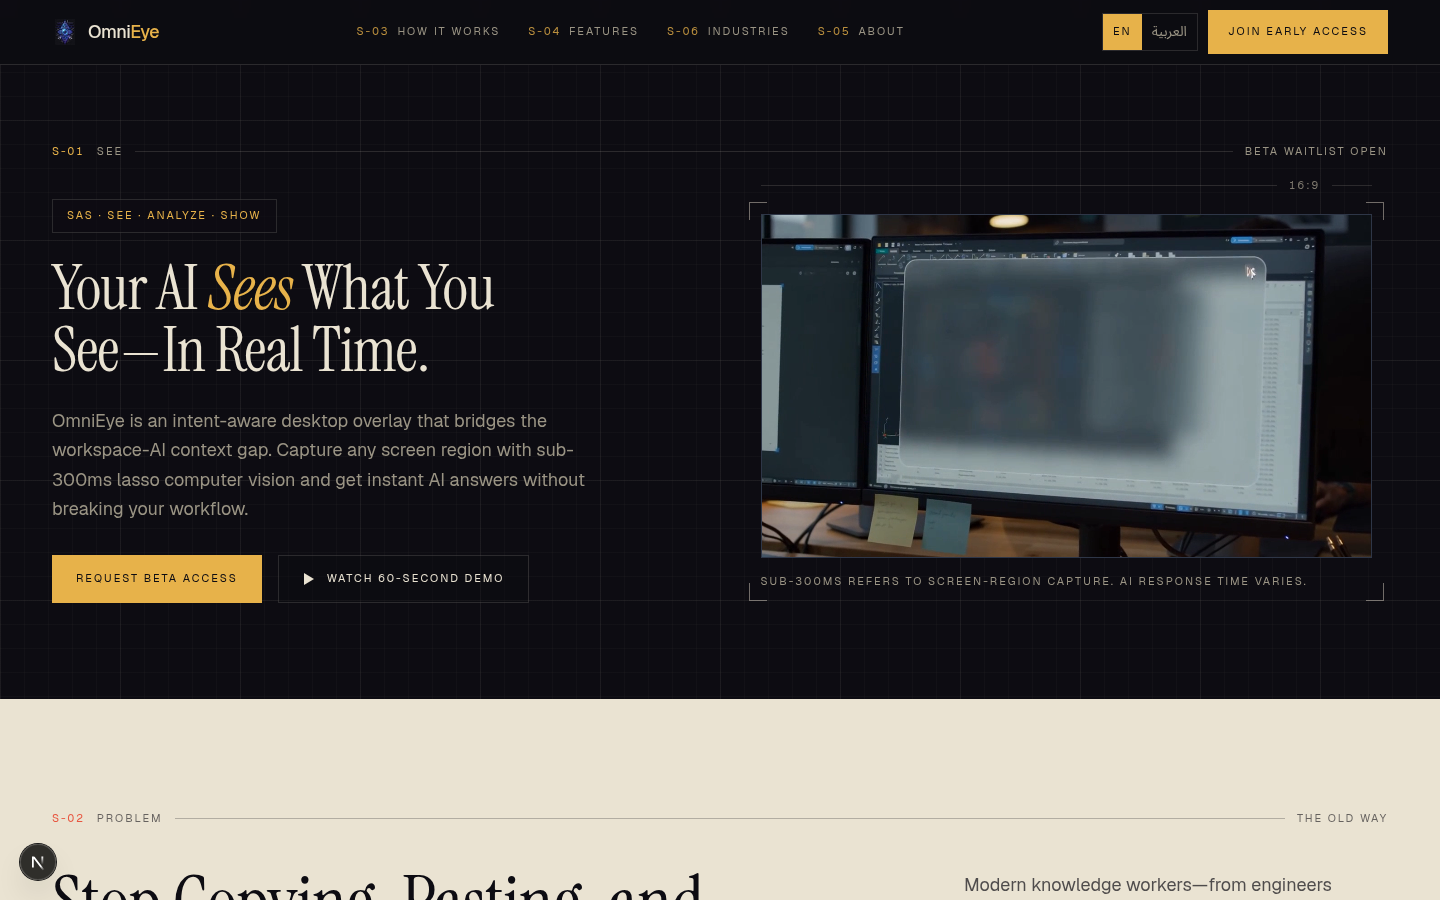 OmniEye
S-03 HOW IT WORKS
S-04 FEATURES
S-06 INDUSTRIES
S-05 ABOUT
EN
العربية
JOIN EARLY ACCESS
S-01 SEE
BETA WAITLIST OPEN
16:9
SAS · SEE · ANALYZE · SHOW
Your AI Sees What You
See—In Real Time.
OmniEye is an intent-aware desktop overlay that bridges the
workspace-AI context gap. Capture any screen region with sub-
300ms lasso computer vision and get instant AI answers without
breaking your workflow.
REQUEST BETA ACCESS
WATCH 60-SECOND DEMO
SUB-300MS REFERS TO SCREEN-REGION CAPTURE. AI RESPONSE TIME VARIES.
S-02 PROBLEM
THE OLD WAY
N
Stop Copying, Pasting, and
Modern knowledge workers—from engineers